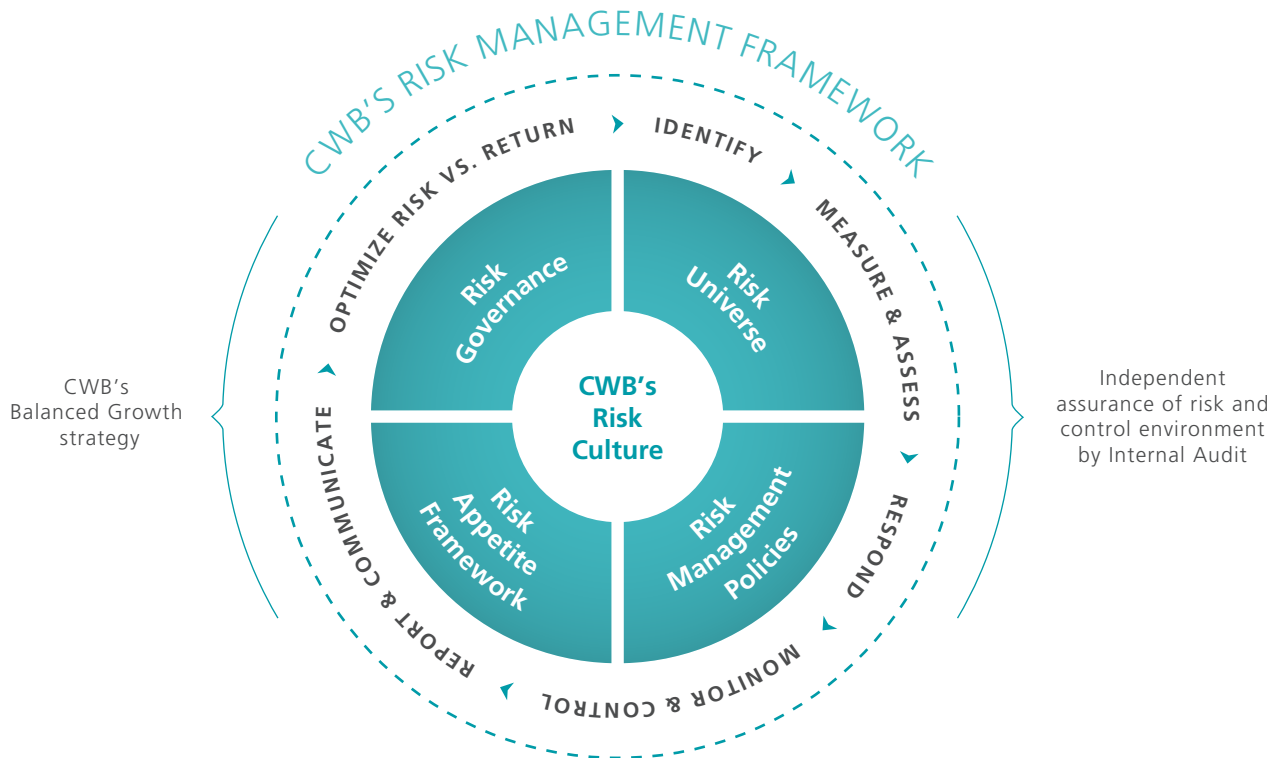 CWB'S RISK MANAGEMENT FRAMEWORK
OPTIMIZE RISK VS. RETURN
IDENTIFY
MEASURE & ASSESS
RESPOND
MONITOR & CONTROL
REPORT & COMMUNICATE
Risk
Governance
Risk
Universe
CWB's
Risk
Culture
Risk
Appetite
Framework
Risk
Management
Policies
CWB's
Balanced Growth
strategy
Independent
assurance of risk and
control environment
by Internal Audit